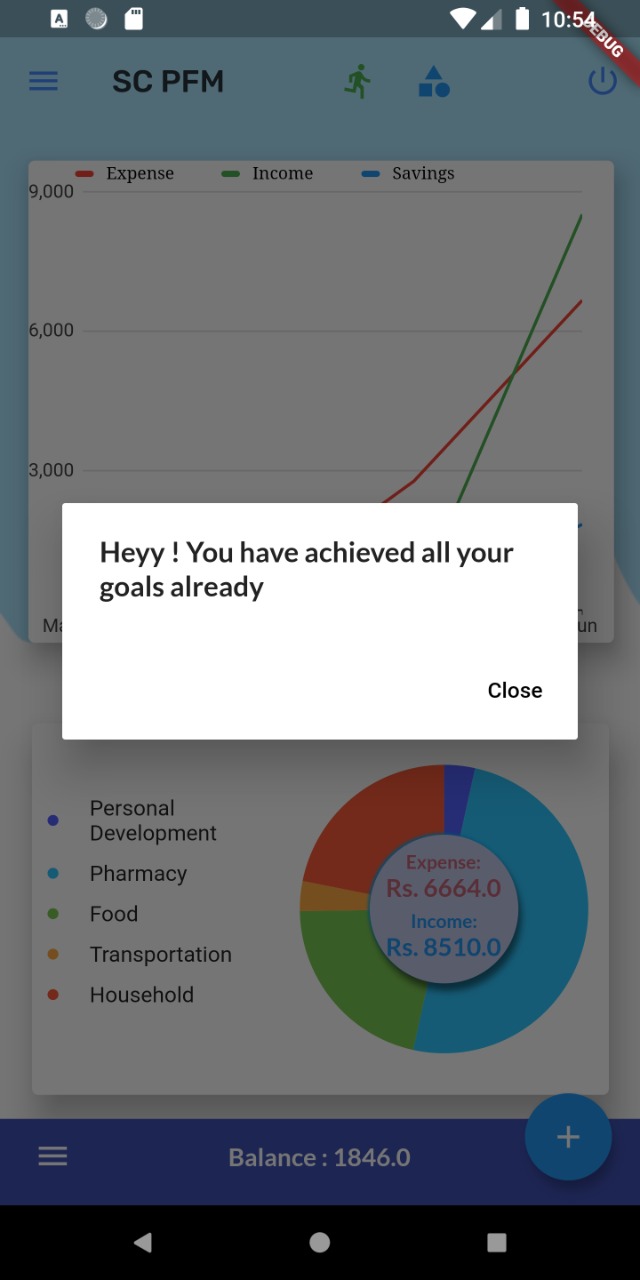 10:54
DEBUG
SC PFM
Expense Income Savings
9,000
6,000
3,000
Heyy ! You have achieved all your
goals already
Close
Personal
Development
Pharmacy
Food
Transportation
Household
Expense:
Rs. 6664.0
Income:
Rs. 8510.0
Balance : 1846.0